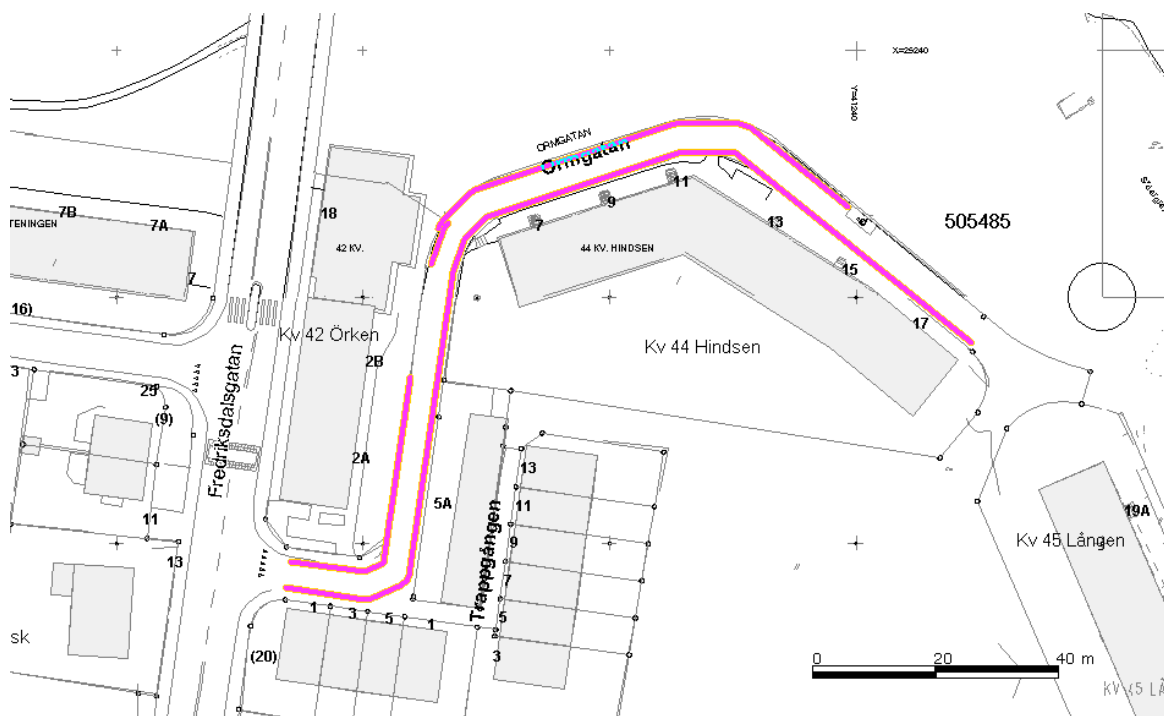 X=25240
Y=41240
ORMGATAN
Ormgatan
11
9
7
13
15
17
505485
7B
7A
TENINGEN
7
18
42 KV.
44 KV. HINDSEN
16)
Kv 42 Örken
Kv 44 Hindsen
2B
2A
3
25
(9)
Fredriksdalsgatan
11
13
5A
Trappgången
13
11
9
7
5
3
19A
Kv 45 Lången
1
3
5
1
sk
(20)
0
20
40 m